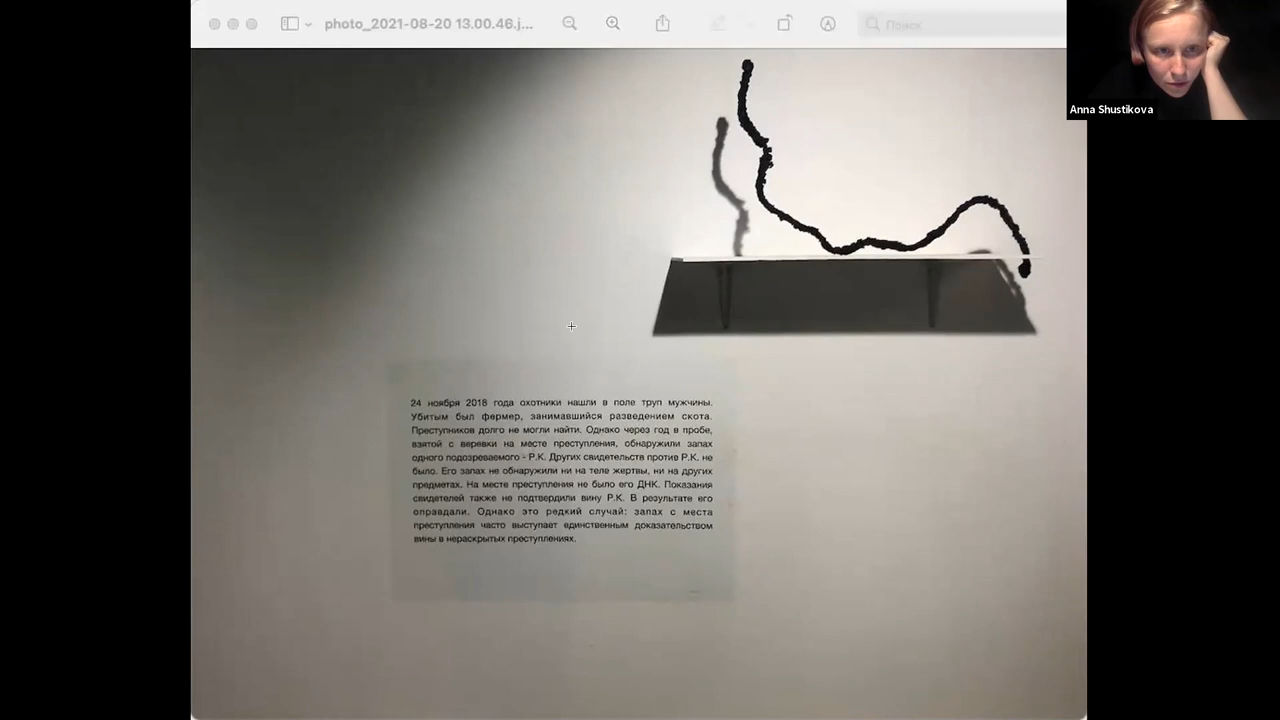 photo_2021-08-20 13.00.46.j...
Поиск
Anna Shustikova
24 ноября 2018 года охотники нашли в поле труп мужчины.
Убитым был фермер, занимавшийся разведением скота.
Преступников долго не могли найти. Однако через год в пробе,
взятой с веревки на месте преступления, обнаружили запах
одного подозреваемого - Р.К. Других свидетельств против Р.К. не
было. Его запах не обнаружили ни на теле жертвы, ни на других
предметах. На месте преступления не было его ДНК. Показания
свидетелей также не подтвердили вину Р.К. В результате его
оправдали. Однако это редкий случай: запах с места
преступления часто выступает единственным доказательством
вины в нераскрытых преступлениях.